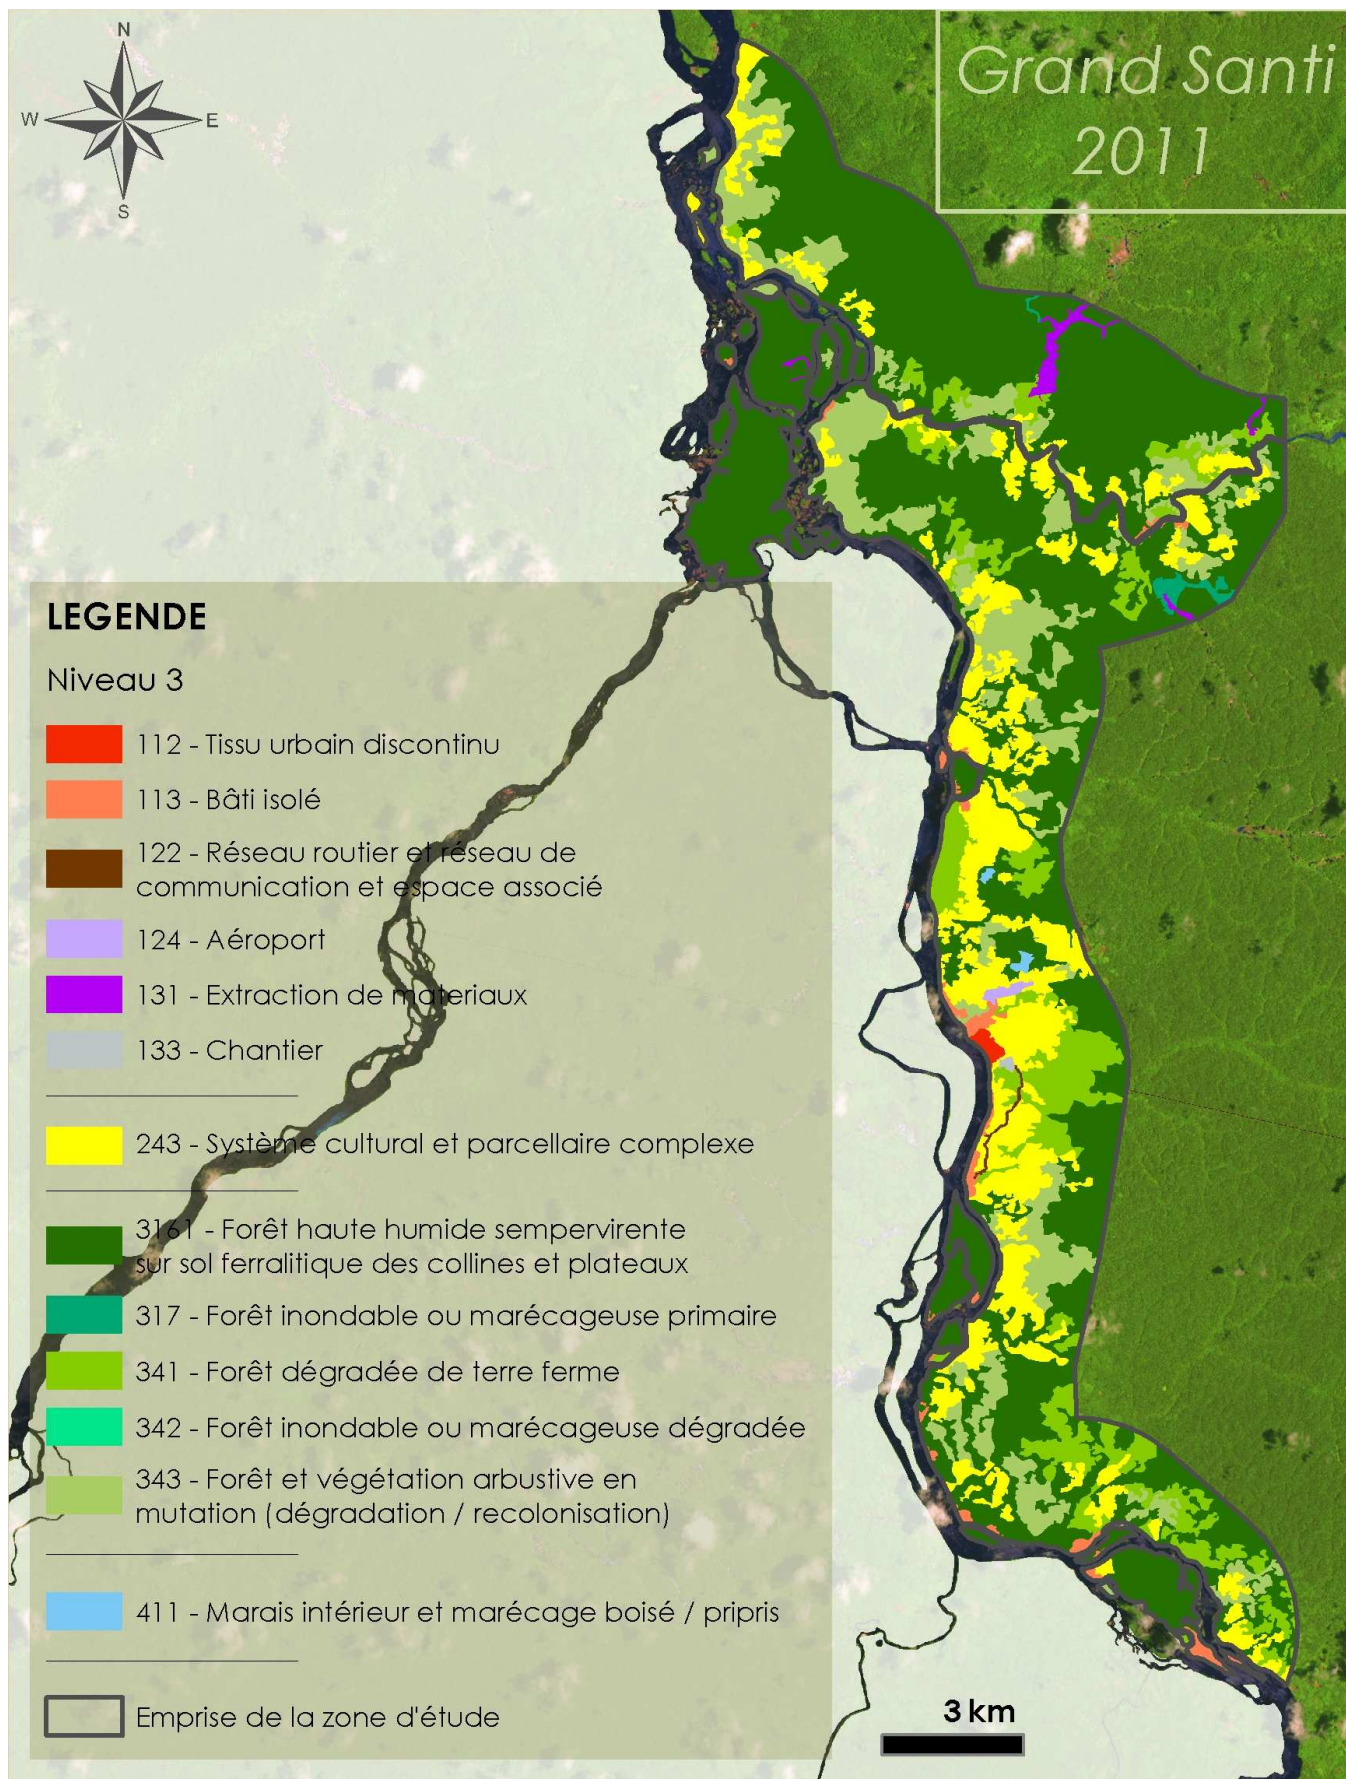 N
W
E
S
Grand Santi
2011
LEGENDE
Niveau 3
112 - Tissu urbain discontinu
113 - Bâti isolé
122 - Réseau routier et réseau de
communication et espace associé
124 - Aéroport
131 - Extraction de materiaux
133 - Chantier
243 - Système cultural et parcellaire complexe
3161 - Forêt haute humide sempervirente
sur sol ferralitique des collines et plateaux
317 - Forêt inondable ou marécageuse primaire
341 - Forêt dégradée de terre ferme
342 - Forêt inondable ou marécageuse dégradée
343 - Forêt et végétation arbustive en
mutation (dégradation / recolonisation)
411 - Marais intérieur et marécage boisé / pripris
Emprise de la zone d'étude
3 km